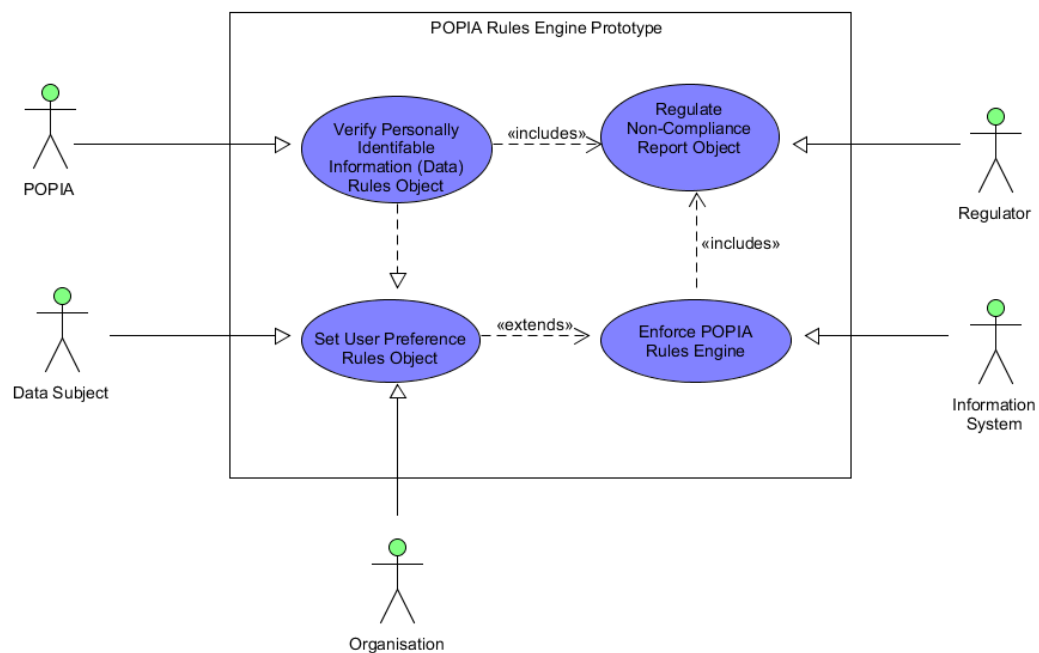 POPIA Rules Engine Prototype
Verify Personally
Identifable
Information (Data)
Rules Object
«includes»
Regulate
Non-Compliance
Report Object
POPIA
Regulator
«includes»
Data Subject
Set User Preference
Rules Object
«extends»
Enforce POPIA
Rules Engine
Information
System
Organisation